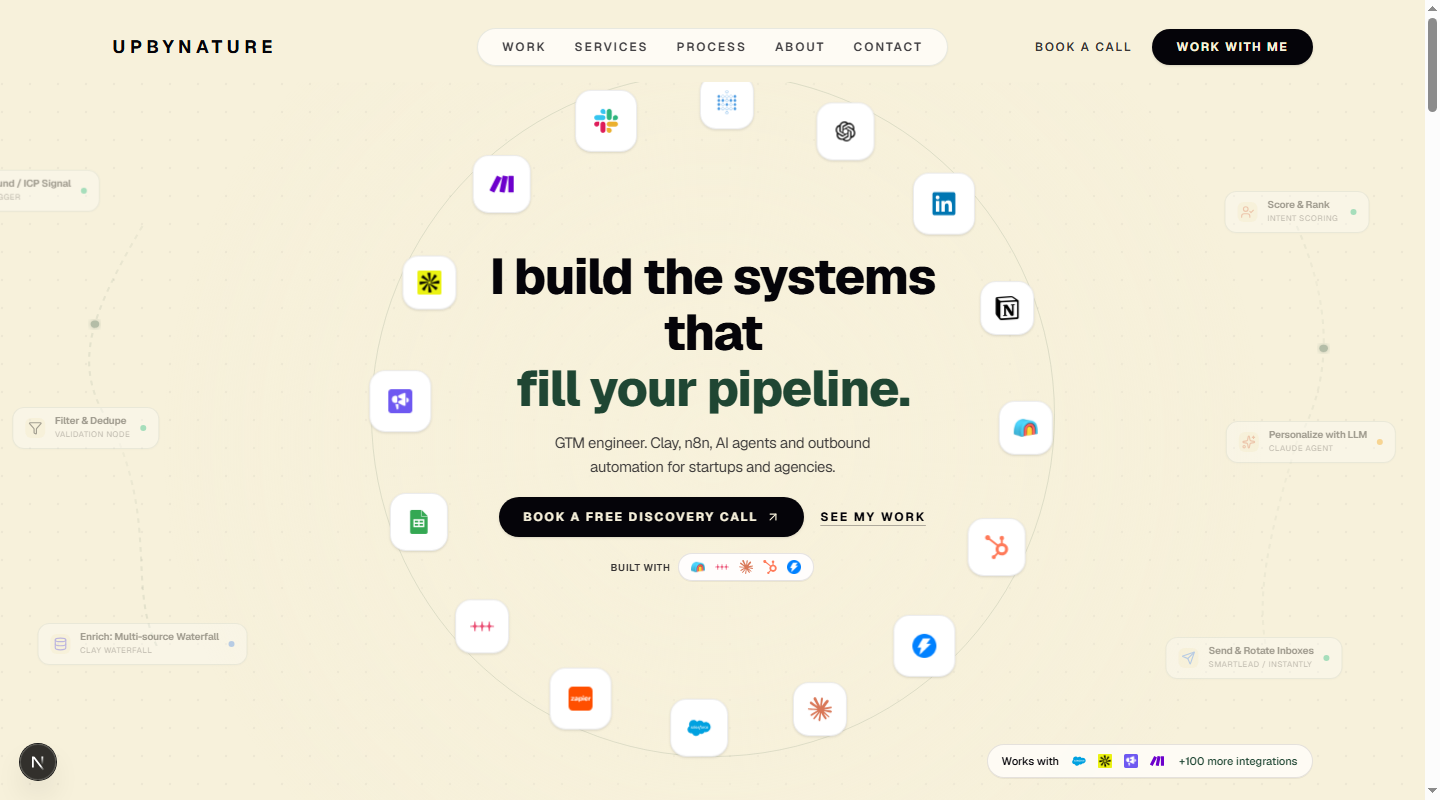 UPBYNATURE
WORK SERVICES PROCESS ABOUT CONTACT
BOOK A CALL
WORK WITH ME
und / ICP Signal
GGER
Score & Rank
INTENT SCORING
I build the systems
that
fill your pipeline.
Filter & Dedupe
VALIDATION NODE
Personalize with LLM
CLAUDE AGENT
GTM engineer. Clay, n8n, AI agents and outbound
automation for startups and agencies.
BOOK A FREE DISCOVERY CALL
SEE MY WORK
BUILT WITH
Enrich: Multi-source Waterfall
CLAY WATERFALL
Send & Rotate Inboxes
SMARTLEAD / INSTANTLY
zapier
salesforce
Works with
+100 more integrations